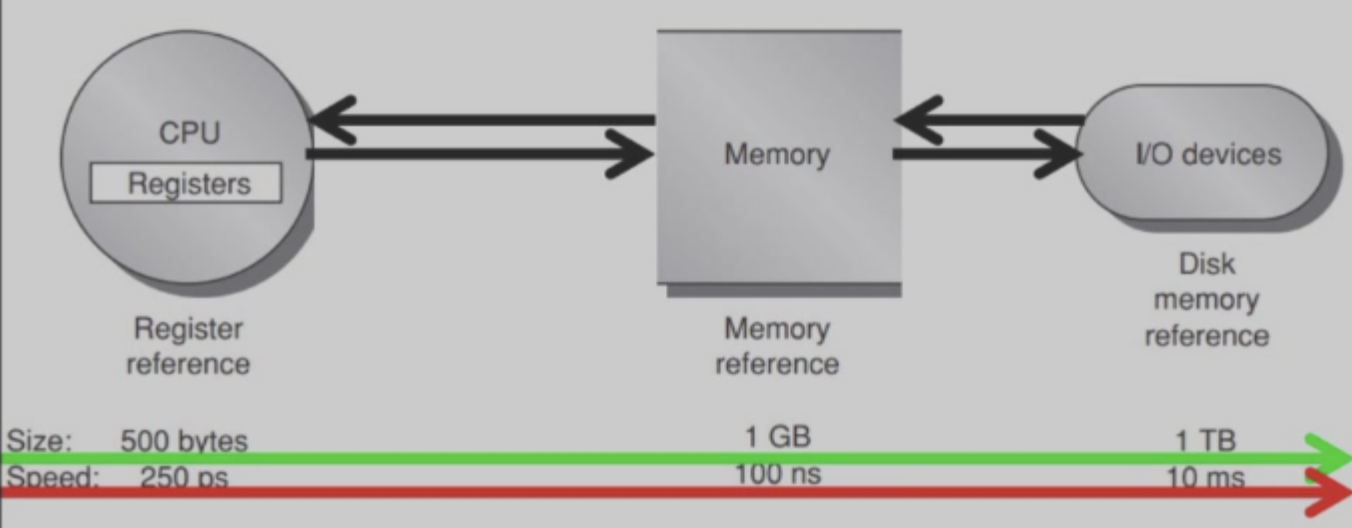 CPU
Registers
Memory
I/O devices
Register
reference
Memory
reference
Disk
memory
reference
Size: 500 bytes 1 GB 1 TB
Speed: 250 ps 100 ns 10 ms